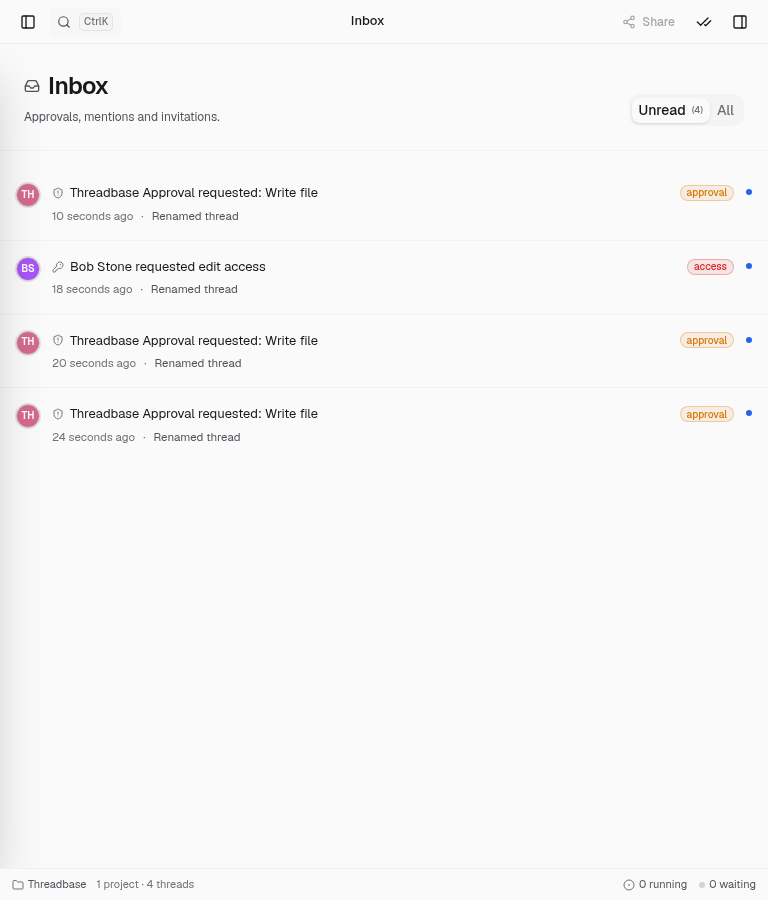 CtrlK
Inbox
Share
Inbox
Approvals, mentions and invitations.
Unread (4) All
TH Threadbase Approval requested: Write file approval
10 seconds ago · Renamed thread
BS Bob Stone requested edit access access
18 seconds ago · Renamed thread
TH Threadbase Approval requested: Write file approval
20 seconds ago · Renamed thread
TH Threadbase Approval requested: Write file approval
24 seconds ago · Renamed thread
Threadbase 1 project · 4 threads 0 running 0 waiting